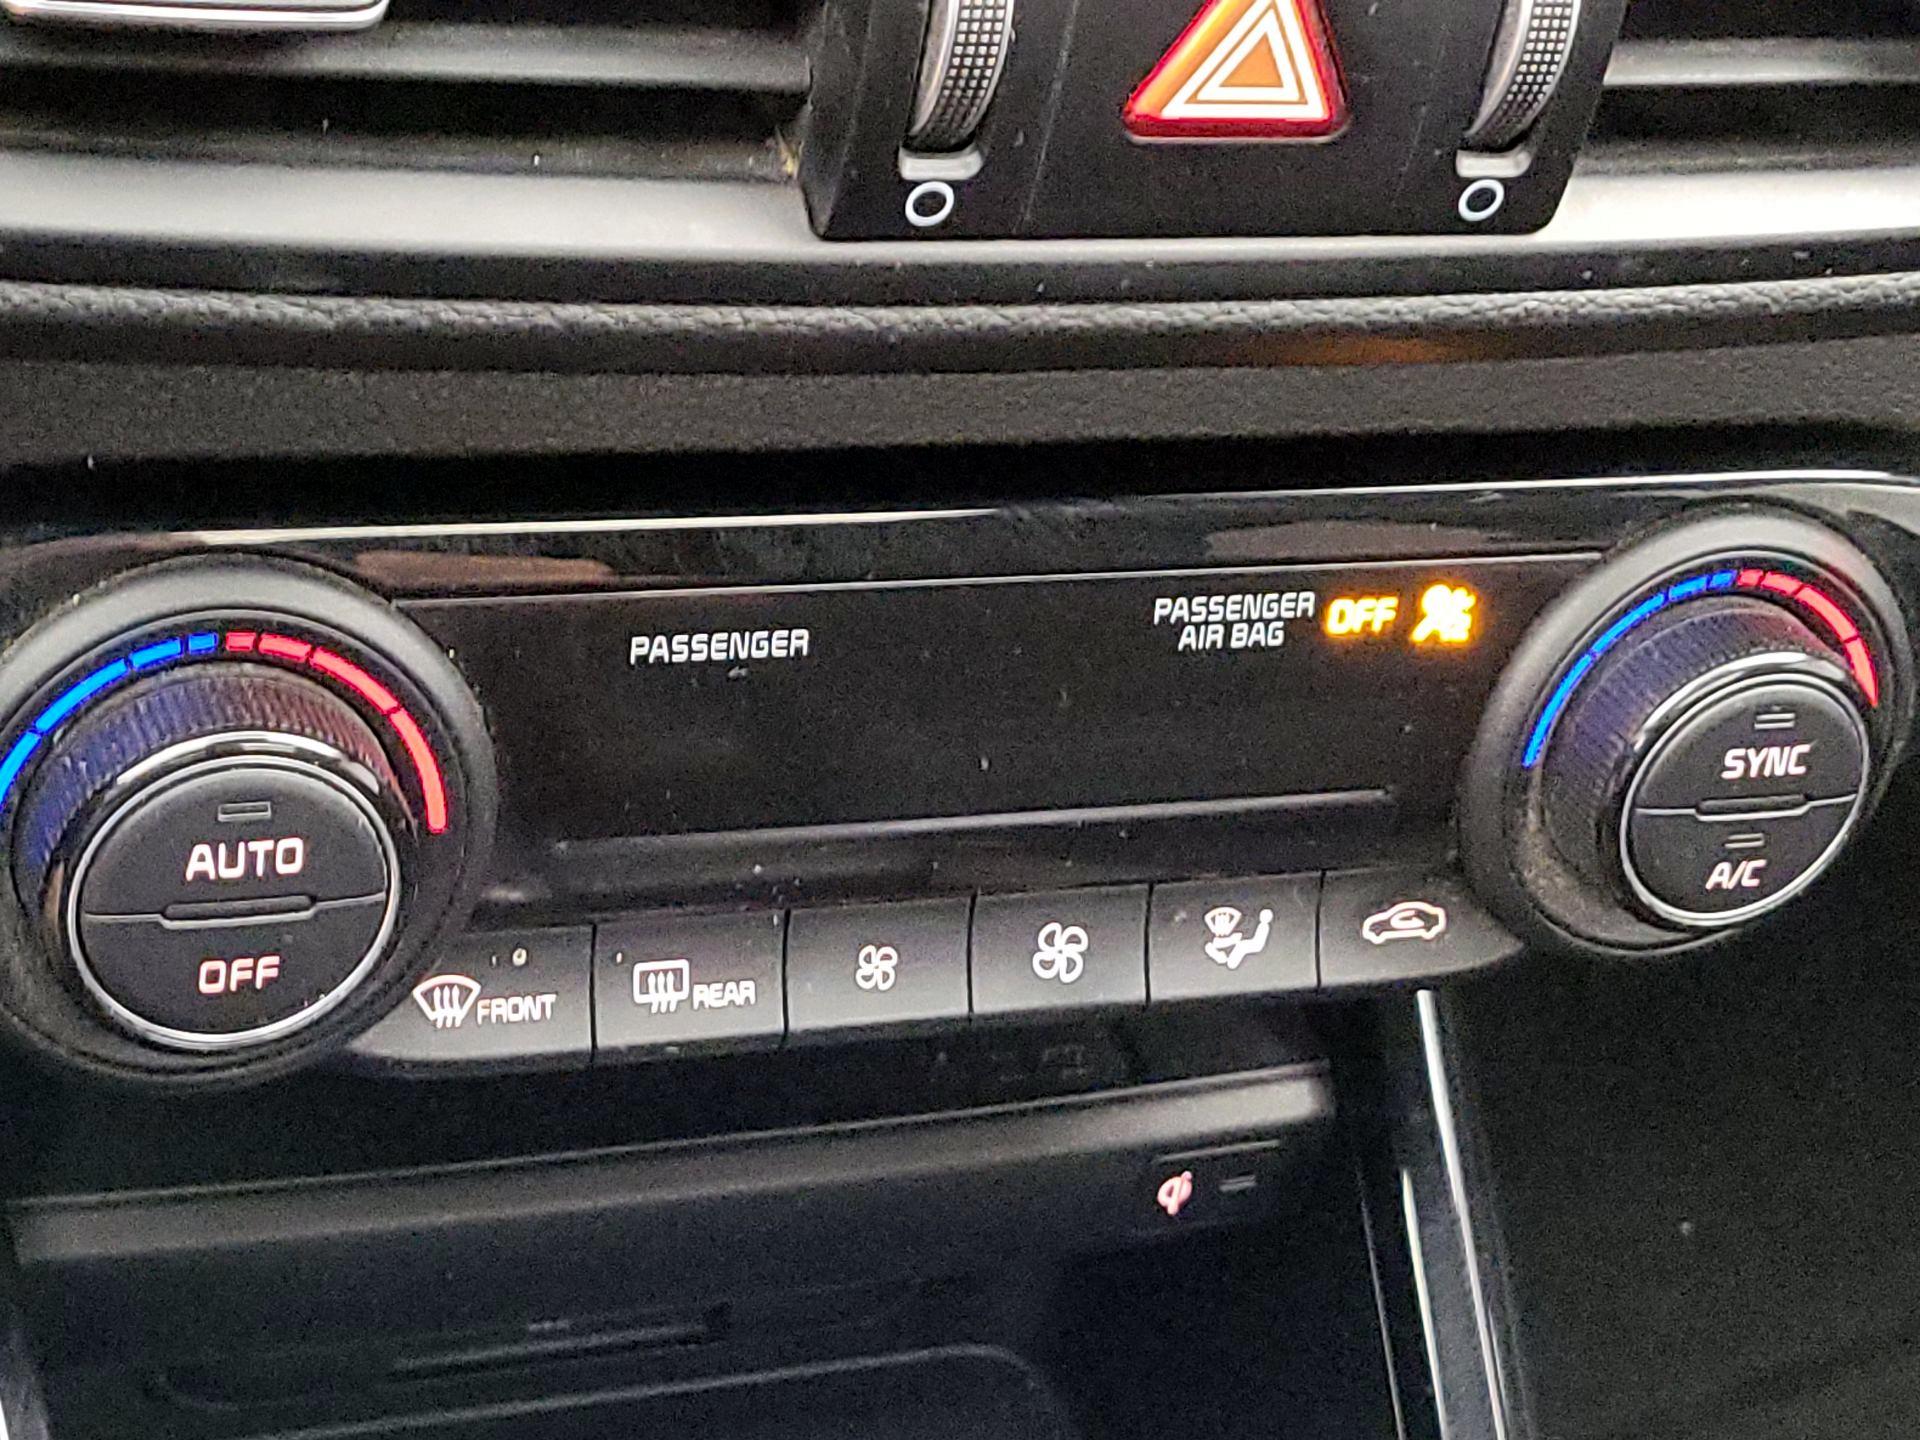 PASSENGER
PASSENGER
AIR BAG
OFF
AUTO
OFF
FRONT
REAR
SYNC
A/C